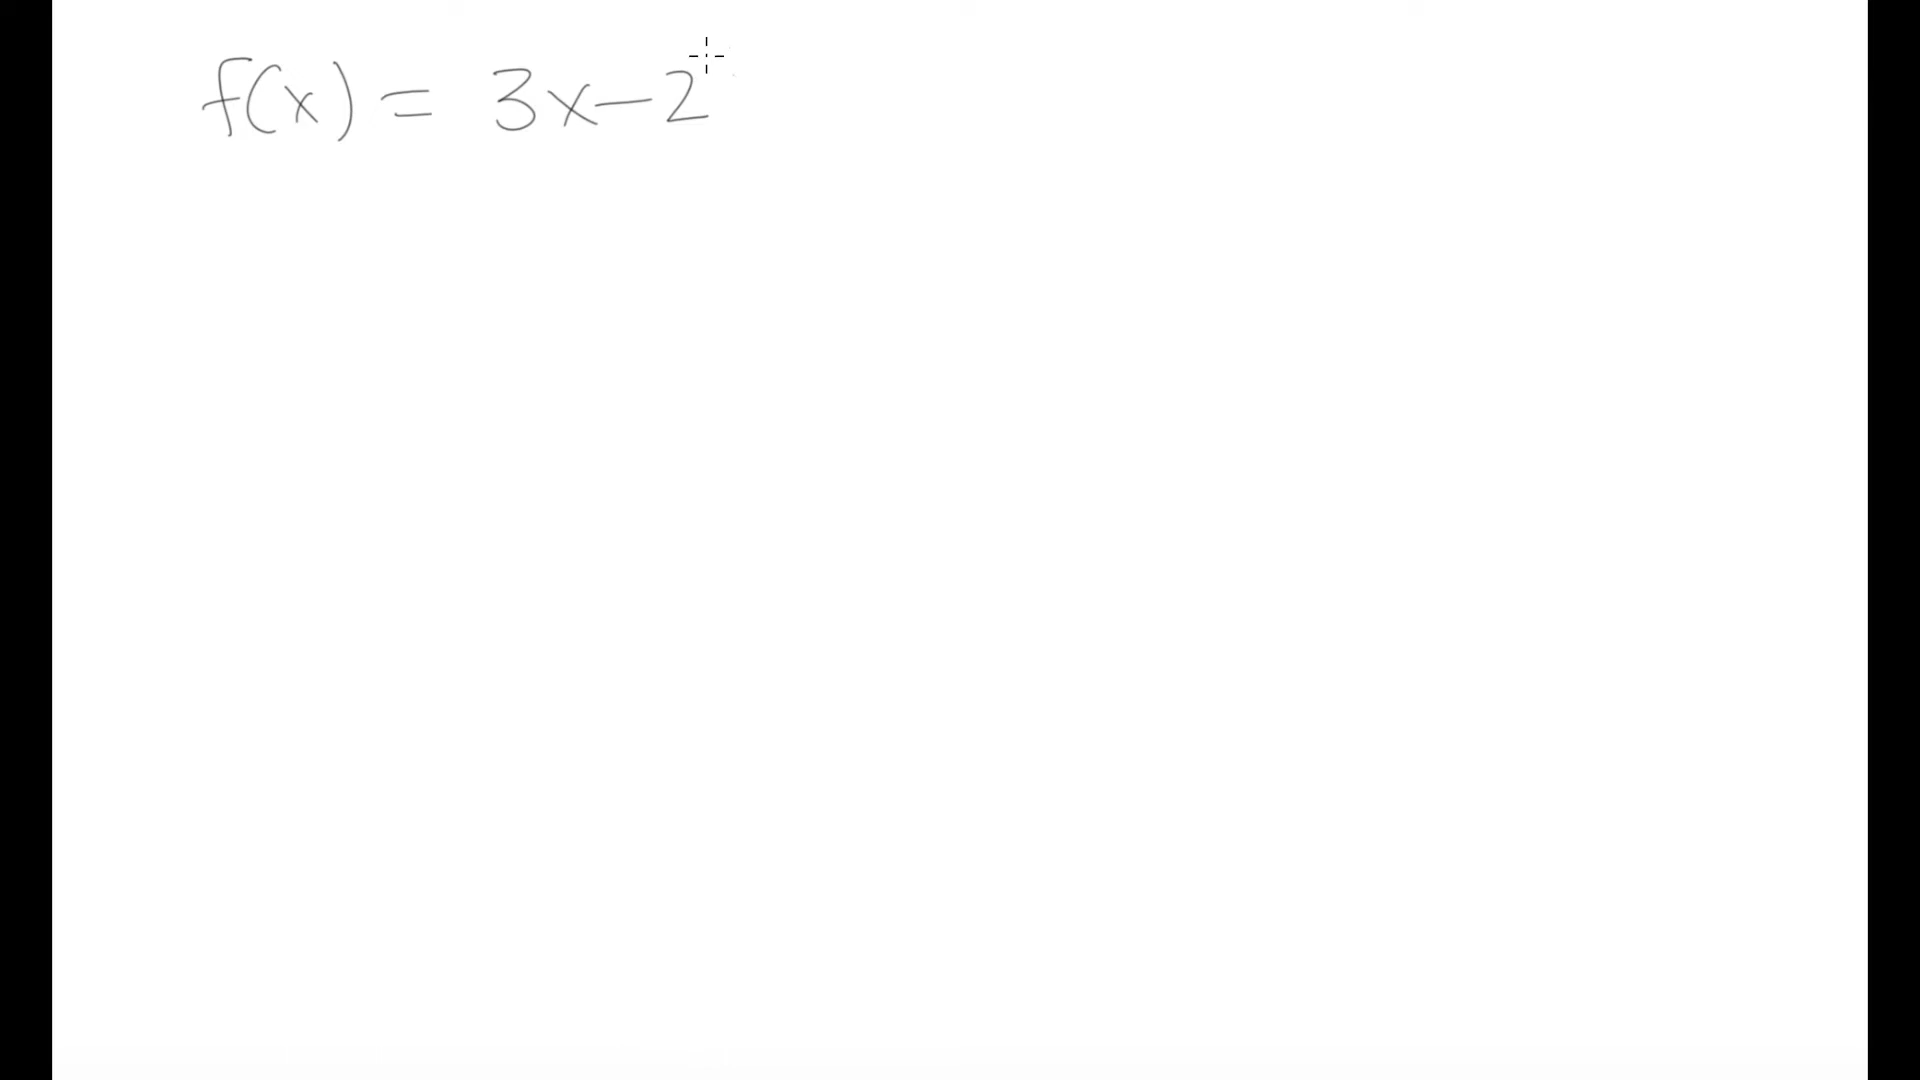 f(x) = 3x-2